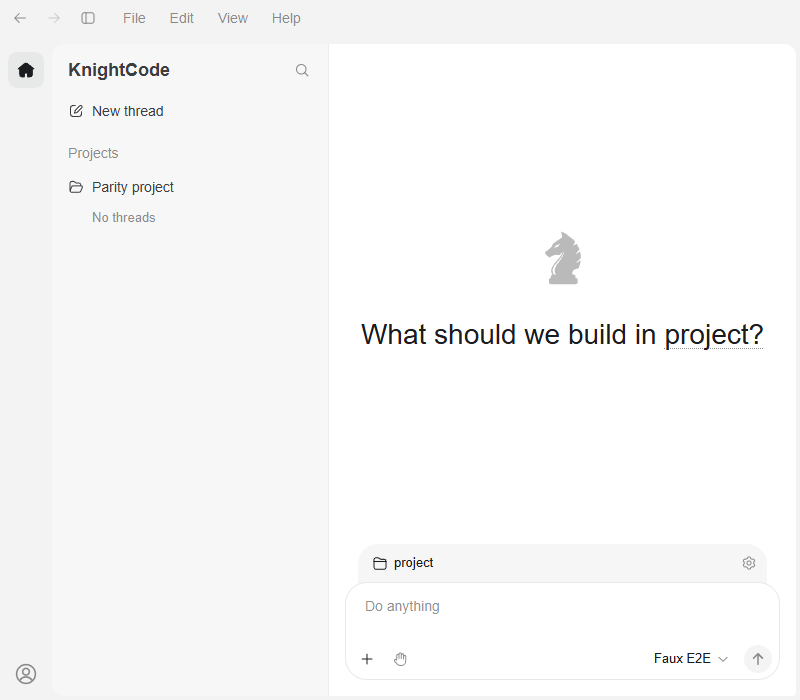 File Edit View Help
KnightCode
New thread
Projects
Parity project
No threads
What should we build in project?
project
Do anything
Faux E2E